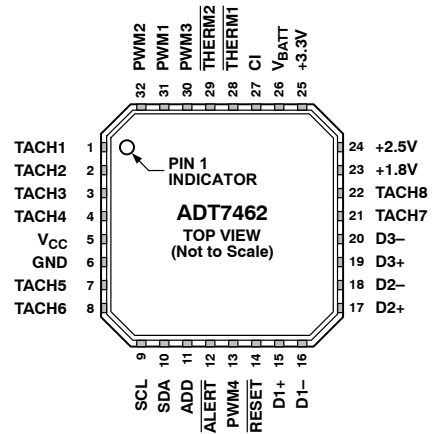 PWM2
PWM1
PWM3
THERM2
THERM1
CI
VBATT
+3.3V
32
31
30
29
28
27
26
25
TACH1 1
TACH2 2
TACH3 3
TACH4 4
VCC 5
GND 6
TACH5 7
TACH6 8
PIN 1
INDICATOR
ADT7462
TOP VIEW
(Not to Scale)
24 +2.5V
23 +1.8V
22 TACH8
21 TACH7
20 D3–
19 D3+
18 D2–
17 D2+
9
10
11
12
13
14
15
16
SCL
SDA
ADD
ALERT
PWM4
RESET
D1+
D1–